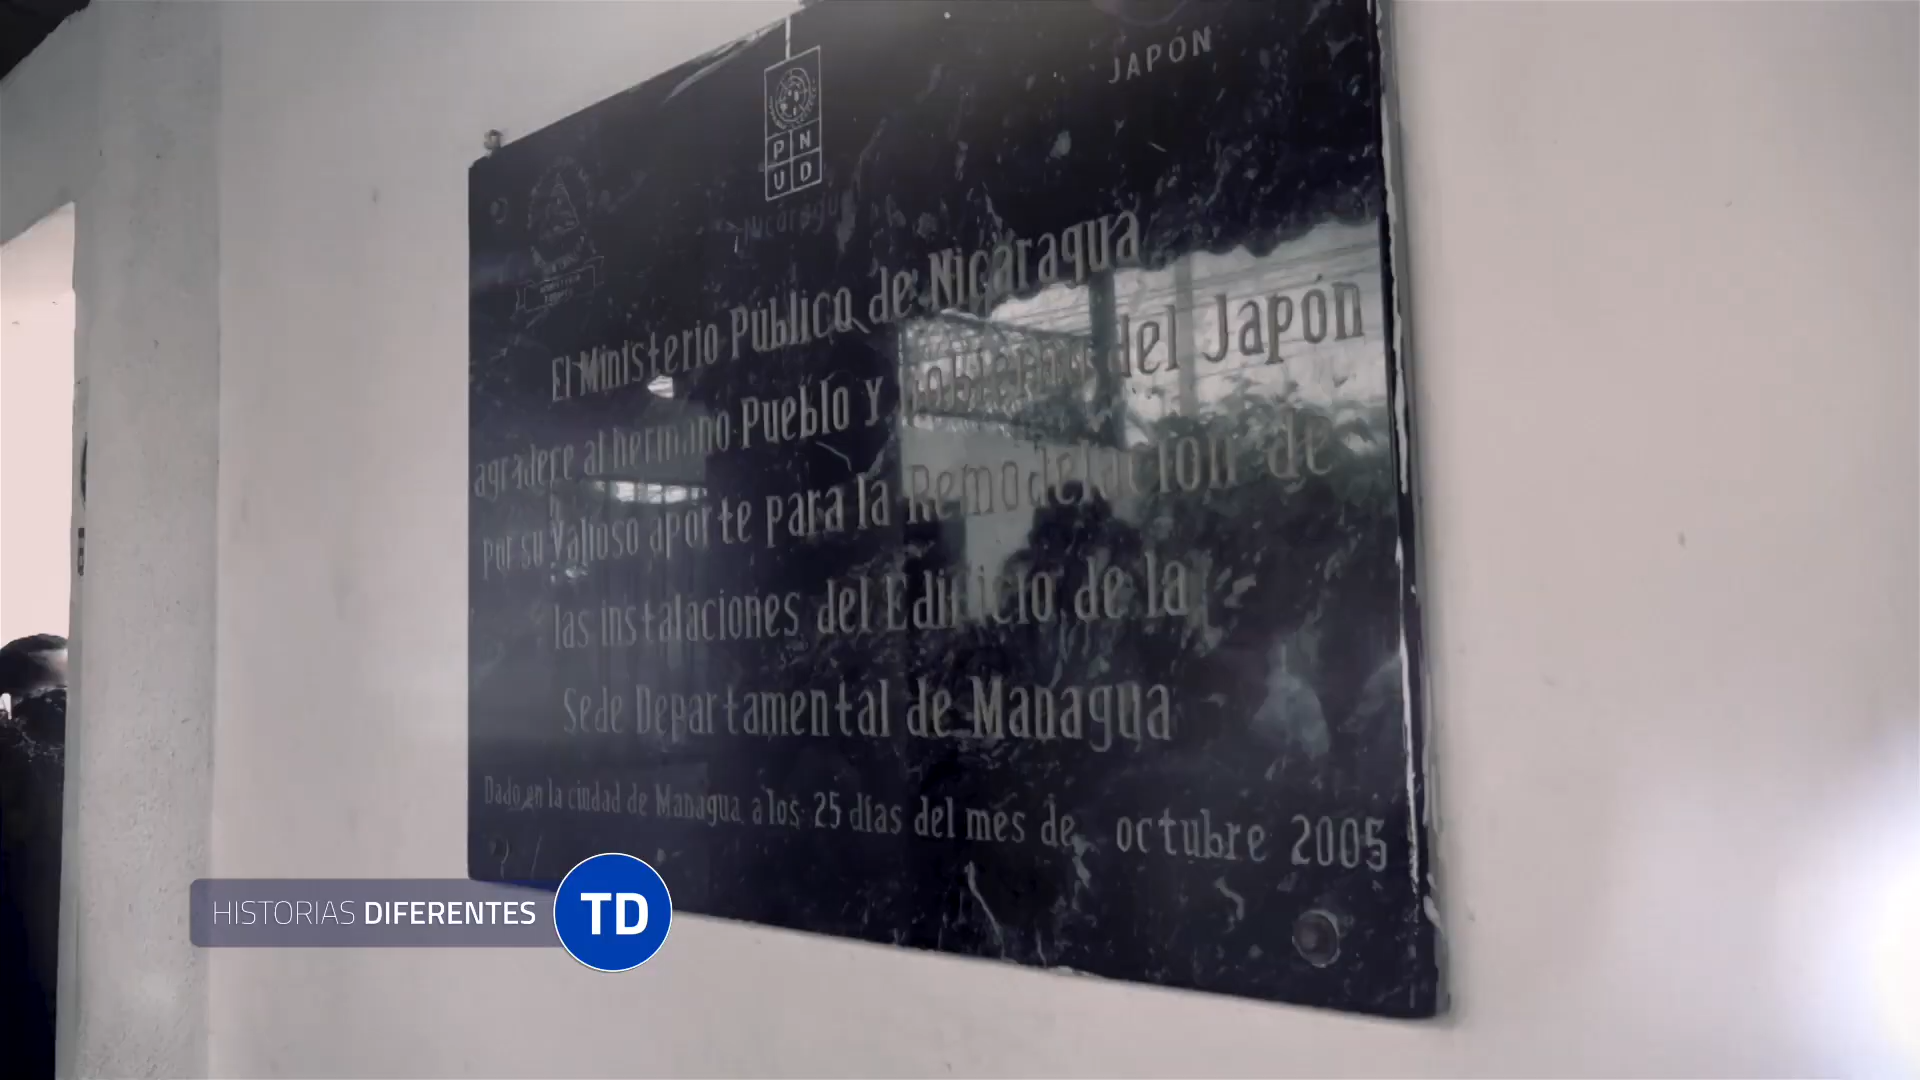 JAPÓN
P N
U D
Nicaragua
El Ministerio Público de Nicaragua
agradece al hermano Pueblo y Gobierno del Japón
por su valioso aporte para la Remodelación de
las instalaciones del Edificio de la
Sede Departamental de Managua
Dado en la ciudad de Managua, a los 25 días del mes de octubre 2005
HISTORIAS DIFERENTES TD